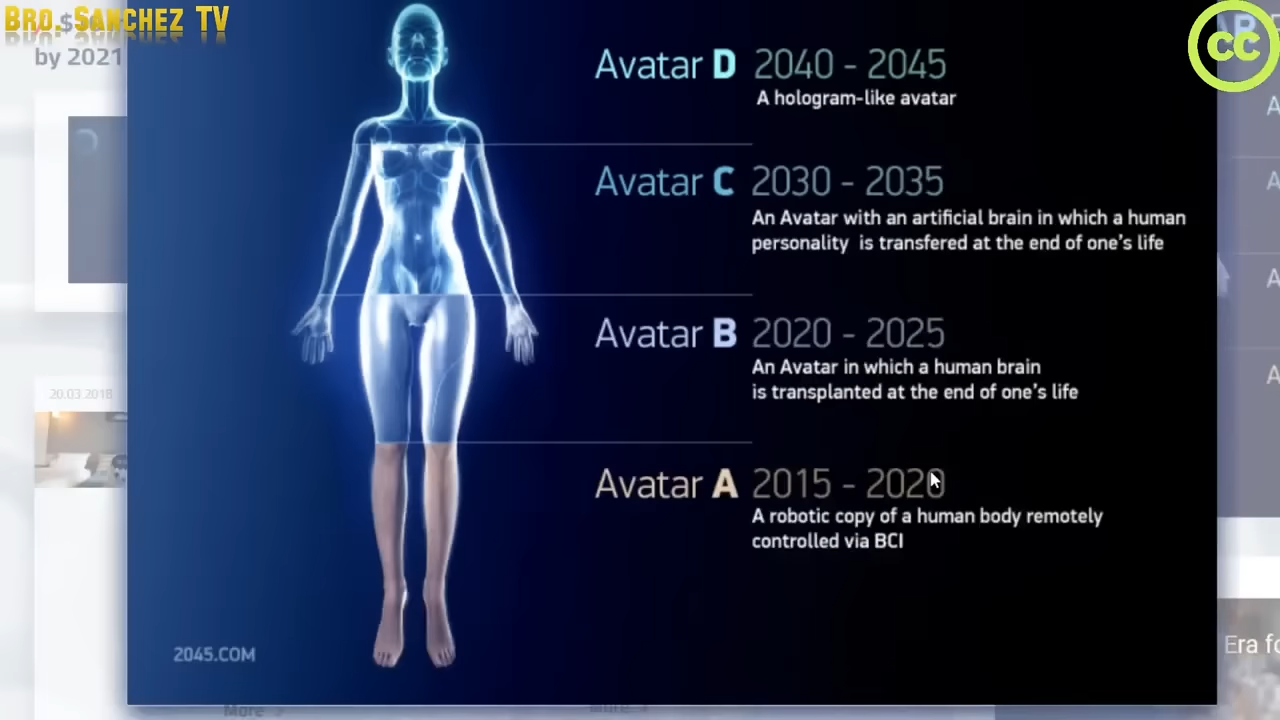 Bro. Sanchez TV
by 2021
CC
Avatar D 2040 - 2045
A hologram-like avatar
Avatar C 2030 - 2035
An Avatar with an artificial brain in which a human
personality is transfered at the end of one's life
Avatar B 2020 - 2025
An Avatar in which a human brain
is transplanted at the end of one's life
20.03 2018
Avatar A 2015 - 2020
A robotic copy of a human body remotely
controlled via BCI
2045.COM
Era fo
More
More